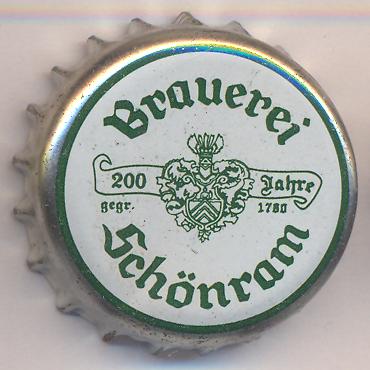 Brauerei
200 Jahre
gegr. 1780
Schönram